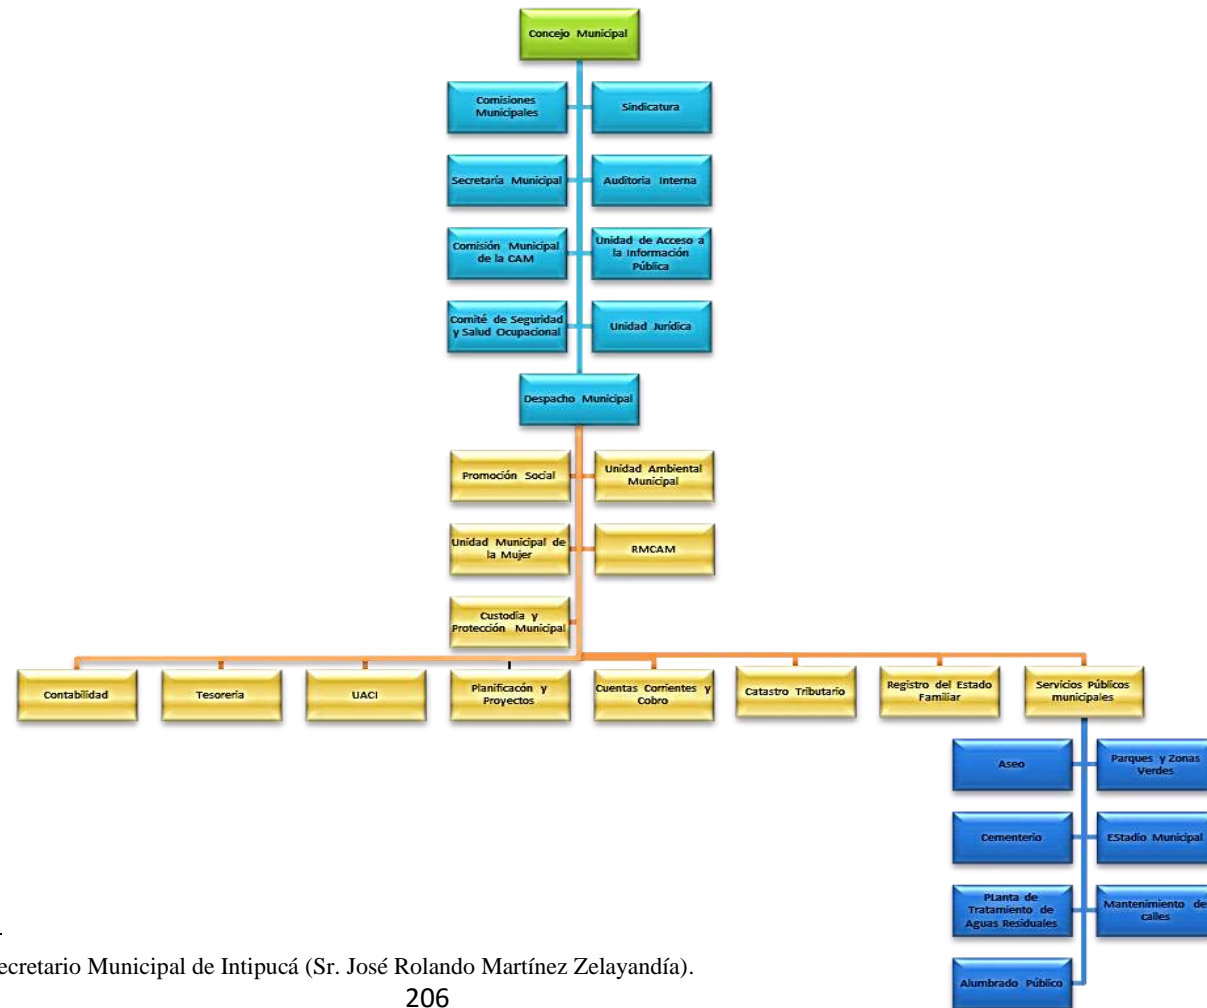 Concejo Municipal
Comisiones
Municipales
Sindicatura
Secretaría Municipal
Auditoria Interna
Comisión Municipal
de la CAM
Unidad de Acceso a
la Información
Pública
Comité de Seguridad
y Salud Ocupacional
Unidad Jurídica
Despacho Municipal
Promoción Social
Unidad Ambiental
Municipal
Unidad Municipal de
la Mujer
RMCAM
Custodia y
Protección Municipal
Contabilidad
Tesorería
UACI
Planificacón y
Proyectos
Cuentas Corrientes y
Cobro
Catastro Tributario
Registro del Estado
Familiar
Servicios Públicos
municipales
Aseo
Parques y Zonas
Verdes
Cementerio
EStadio Municipal
PLanta de
Tratamiento de
Aguas Residuales
Mantenimiento de
calles
Alumbrado Público
ecretario Municipal de Intipucá (Sr. José Rolando Martínez Zelayandía).
206